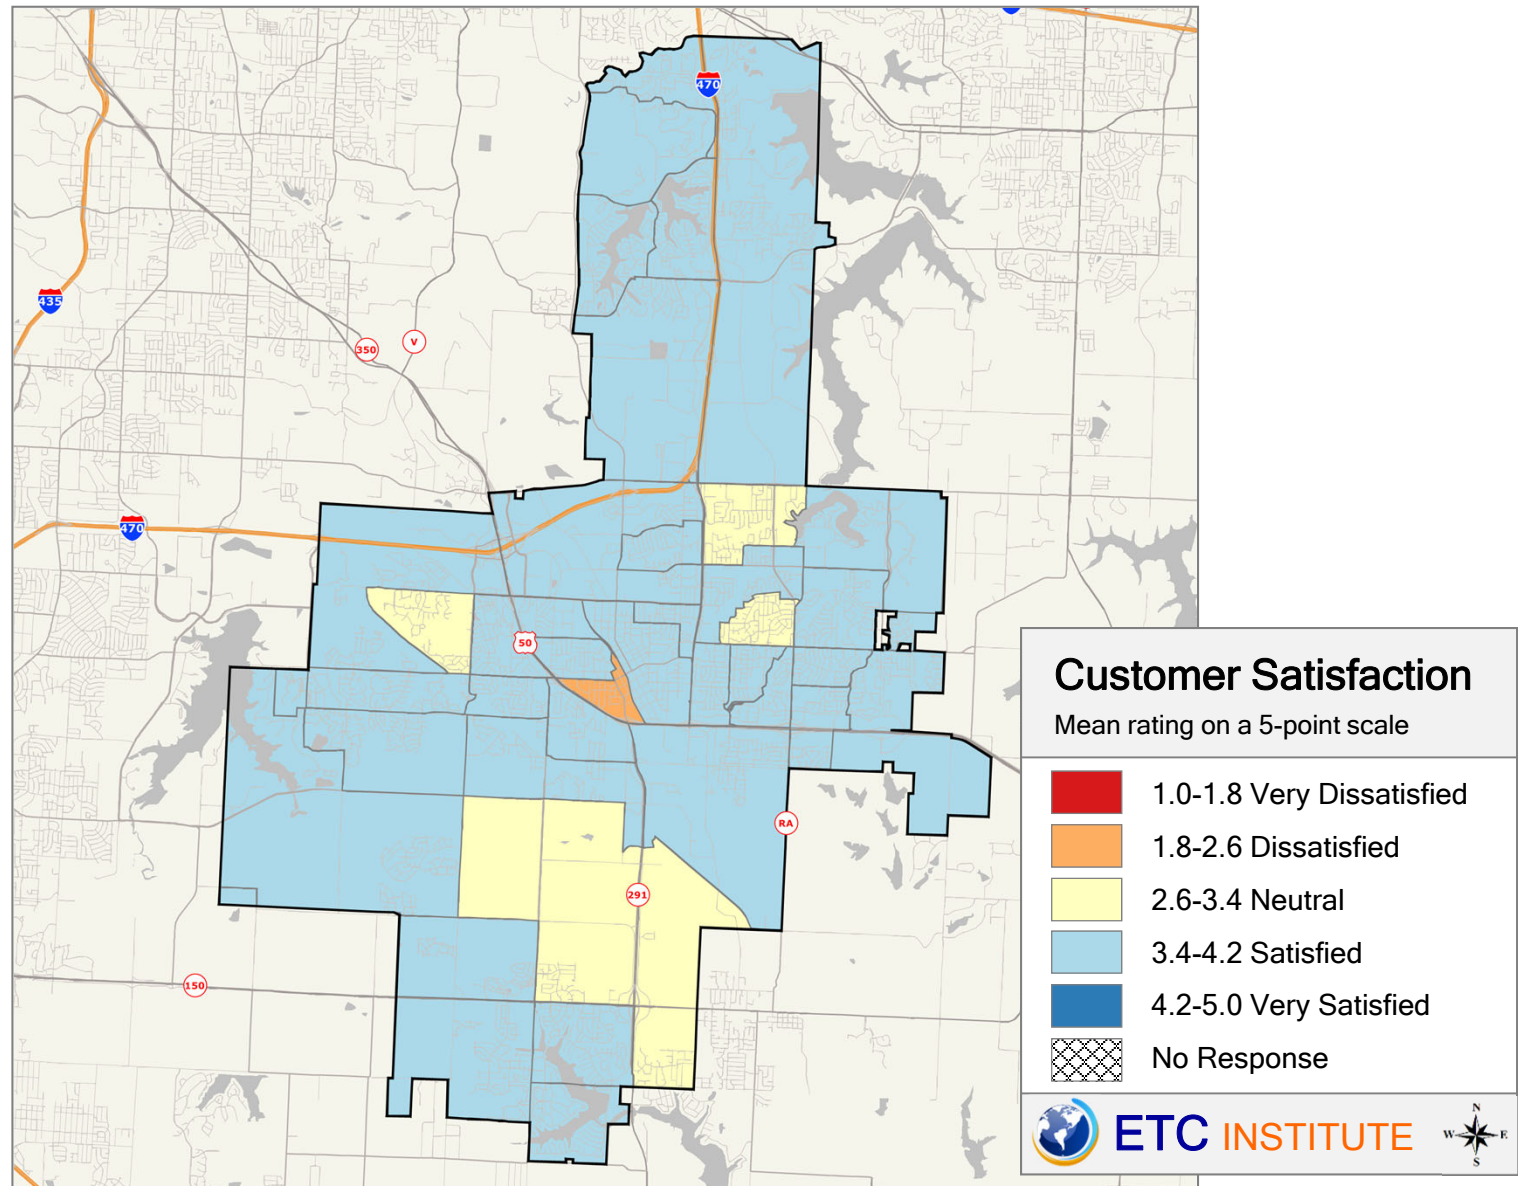 470
435
350
V
470
50
RA
291
150
Customer Satisfaction
Mean rating on a 5-point scale
1.0-1.8 Very Dissatisfied
1.8-2.6 Dissatisfied
2.6-3.4 Neutral
3.4-4.2 Satisfied
4.2-5.0 Very Satisfied
No Response
ETC INSTITUTE
N
W E
S